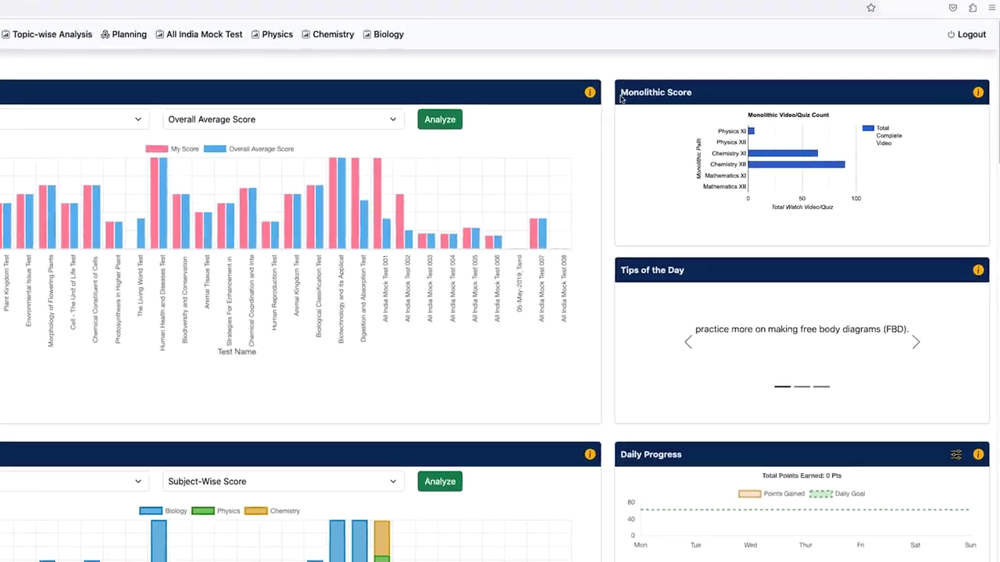 Topic-wise Analysis Planning All India Mock Test Physics Chemistry Biology Logout
Overall Average Score Analyze
My Score Overall Average Score
Plant Kingdom Test
Environmental Issue Test
Morphology of Flowering Plants
Cell - The Unit of Life Test
Chemical Constituent of Cells
Photosynthesis in Higher Plant
The Living World Test
Human Health and Diseases Test
Biodiversity and Conservation
Animal Tissue Test
Strategies For Enhancement in
Chemical Coordination and Inte
Human Reproduction Test
Animal Kingdom Test
Biological Classification Test
Biotechnology and its Applicat
Digestion and Absorption Test
All India Mock Test 001
All India Mock Test 002
All India Mock Test 003
All India Mock Test 004
All India Mock Test 005
All India Mock Test 006
05-May-2019_Tamil
All India Mock Test 007
All India Mock Test 008
Test Name
Monolithic Score
Monolithic Video/Quiz Count
Monolithic Path
Physics XI
Physics XII
Chemistry XI
Chemistry XII
Mathematics XI
Mathematics XII
0 50 100
Total Watch Video/Quiz
Total
Complete
Video
Tips of the Day
practice more on making free body diagrams (FBD).
Subject-Wise Score Analyze
Biology Physics Chemistry
Daily Progress
Total Points Earned: 0 Pts
Points Gained Daily Goal
80
40
0
Mon Tue Wed Thur Fri Sat Sun